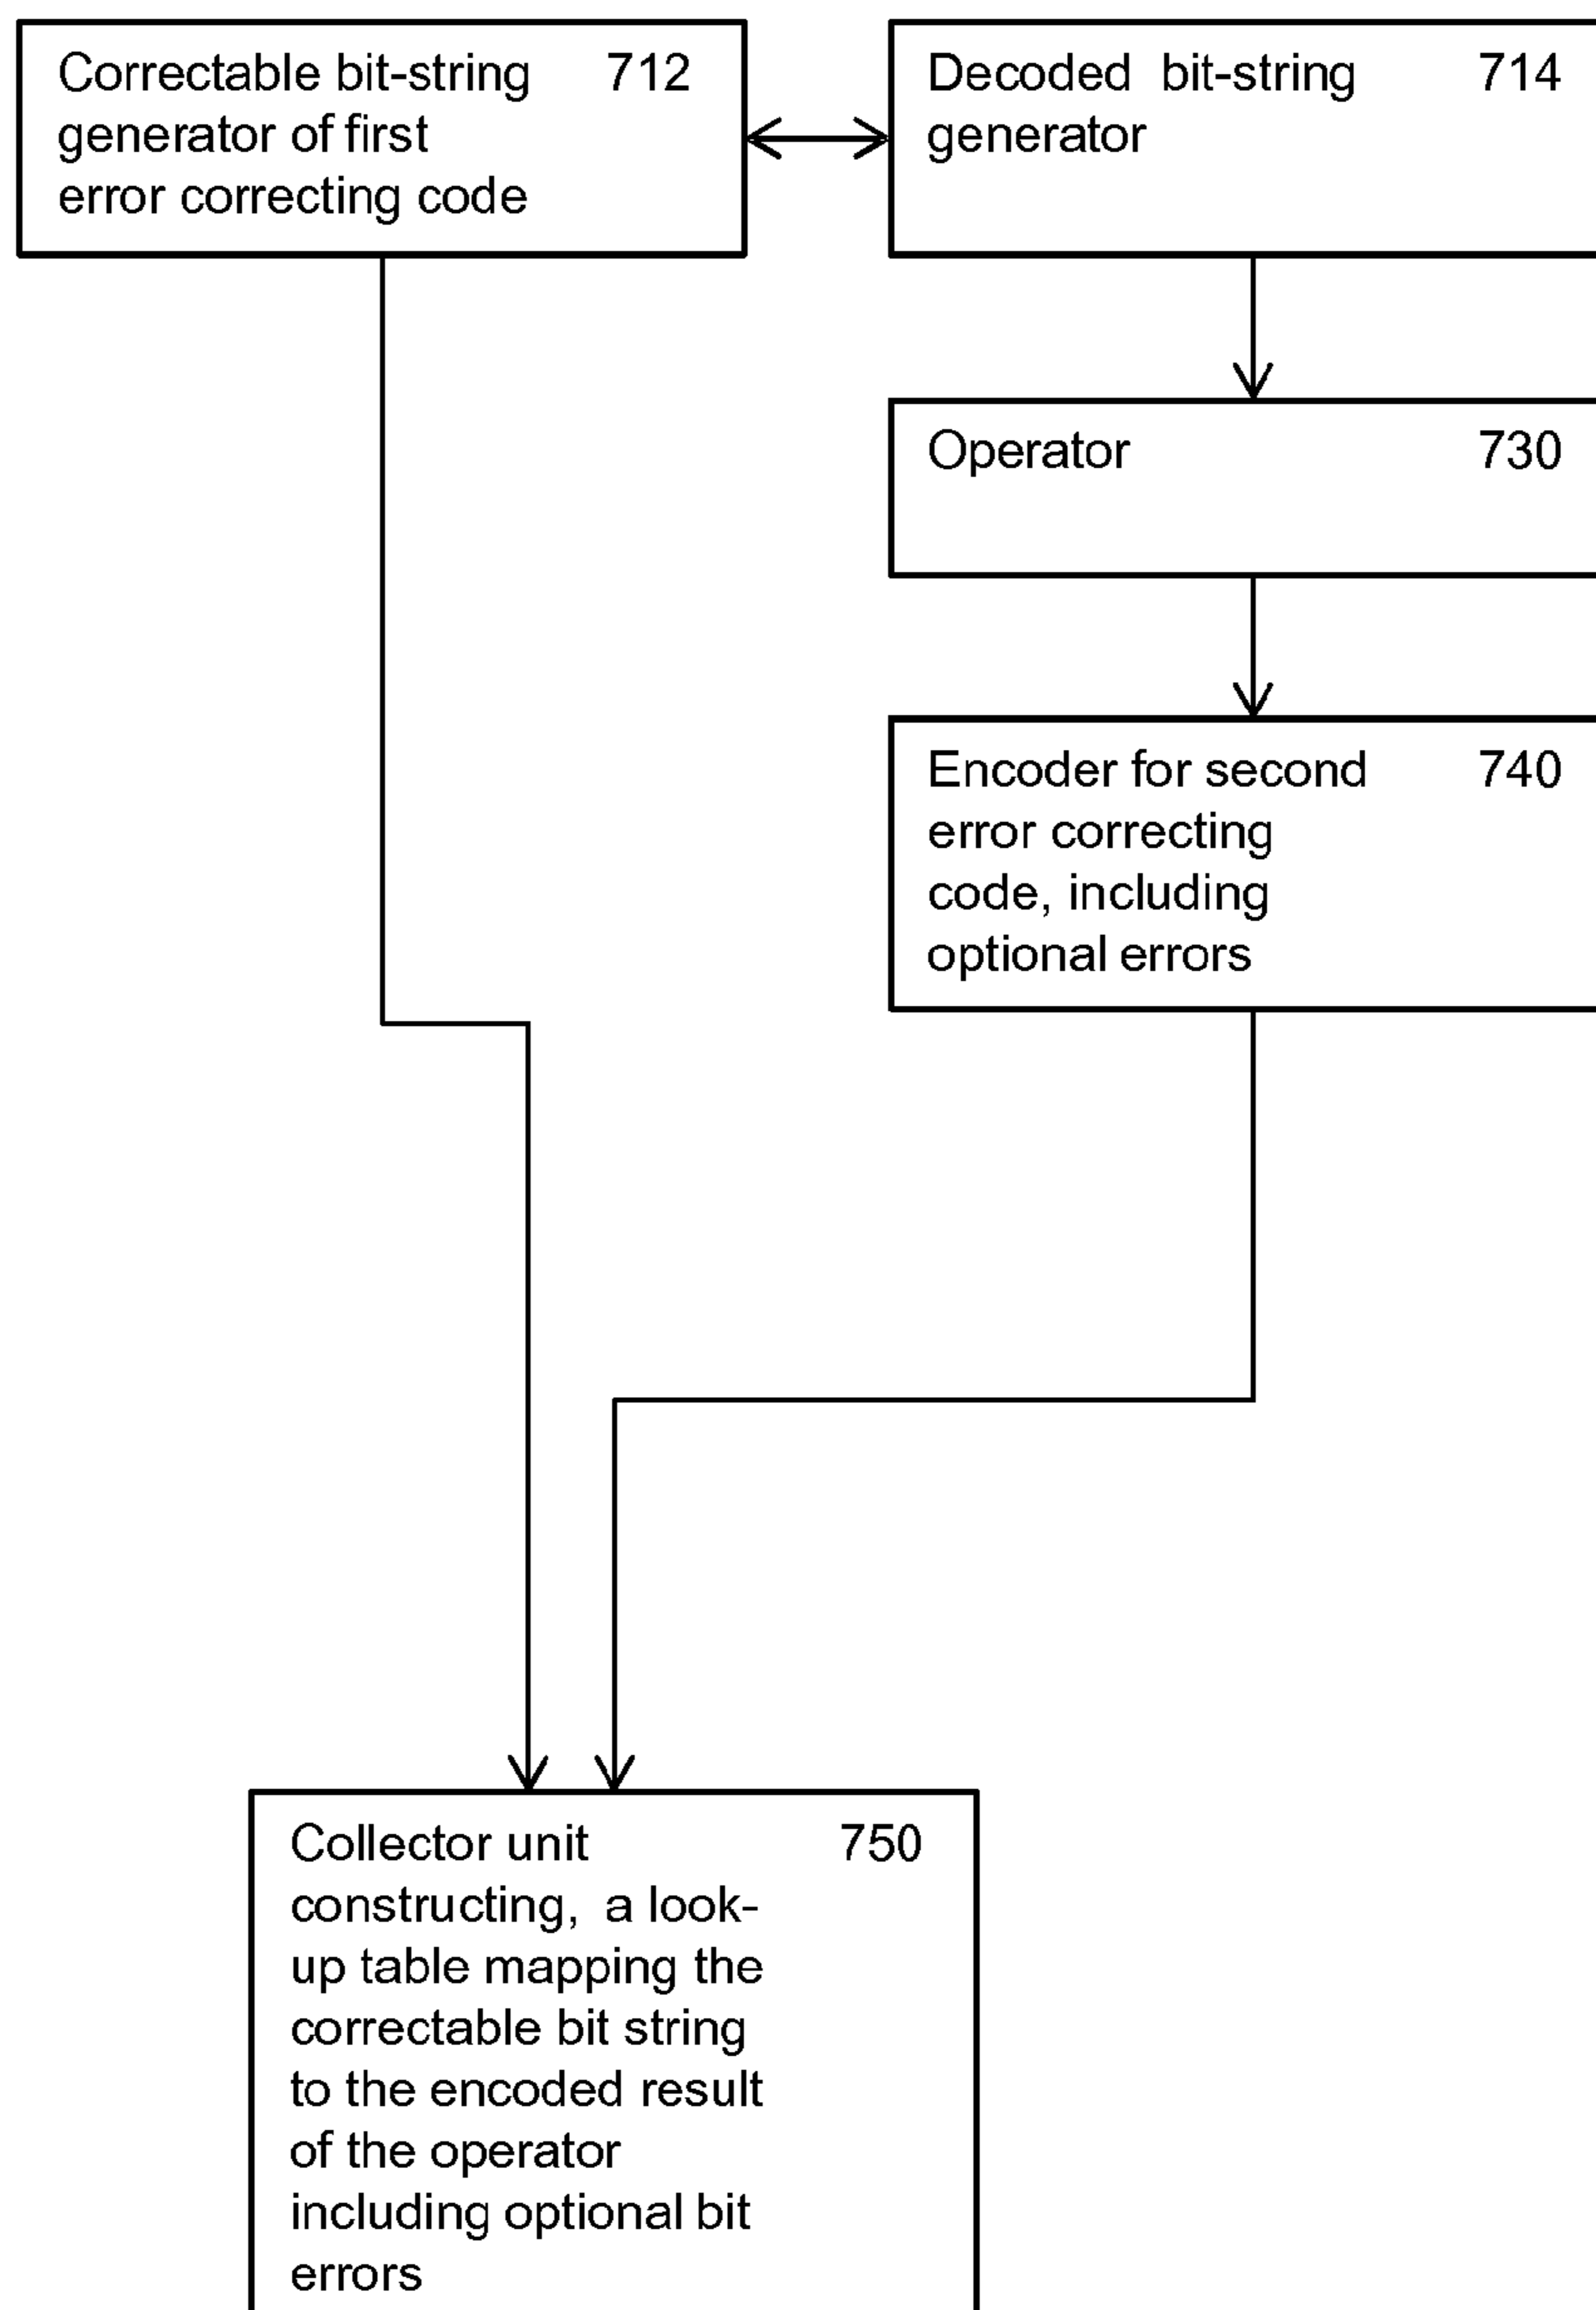 Correctable bit-string 712
generator of first
error correcting code
Decoded bit-string 714
generator
Operator 730
Encoder for second 740
error correcting
code, including
optional errors
Collector unit 750
constructing, a look-
up table mapping the
correctable bit string
to the encoded result
of the operator
including optional bit
errors